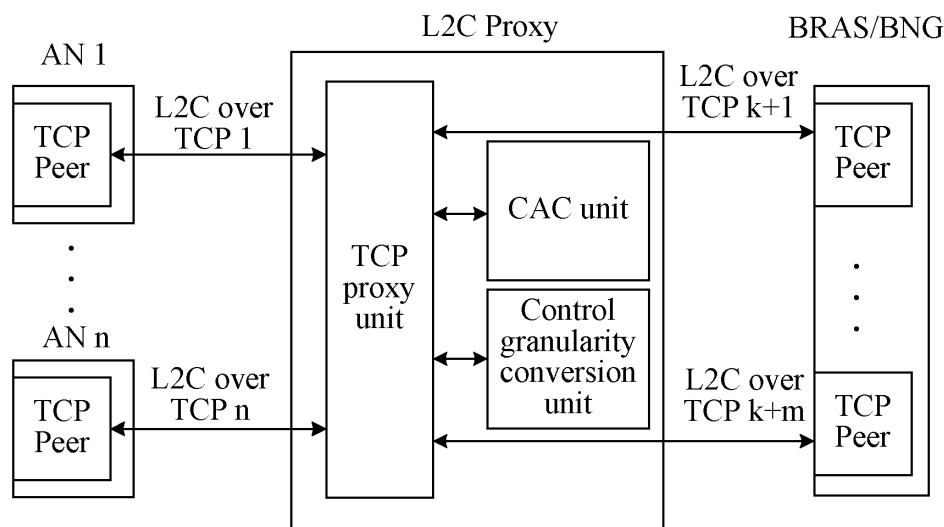 L2C Proxy
BRAS/BNG
AN 1
L2C over
TCP 1
L2C over
TCP k+1
TCP
Peer
TCP
Peer
CAC unit
TCP
proxy
unit
Control
granularity
conversion
unit
AN n
L2C over
TCP n
L2C over
TCP k+m
TCP
Peer
TCP
Peer